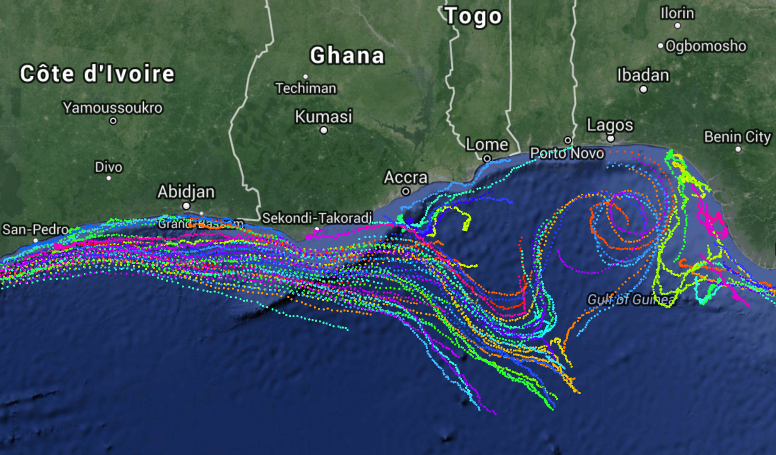 Togo
Ilorin
Ogbomosho
Ghana
Côte d'Ivoire
Ibadan
Techiman
Yamoussoukro
Kumasi
Lagos
Benin City
Lome
Porto Novo
Divo
Accra
Abidjan
Sekondi-Takoradi
Grand-Bassam
San-Pedro
Gulf of Guinea